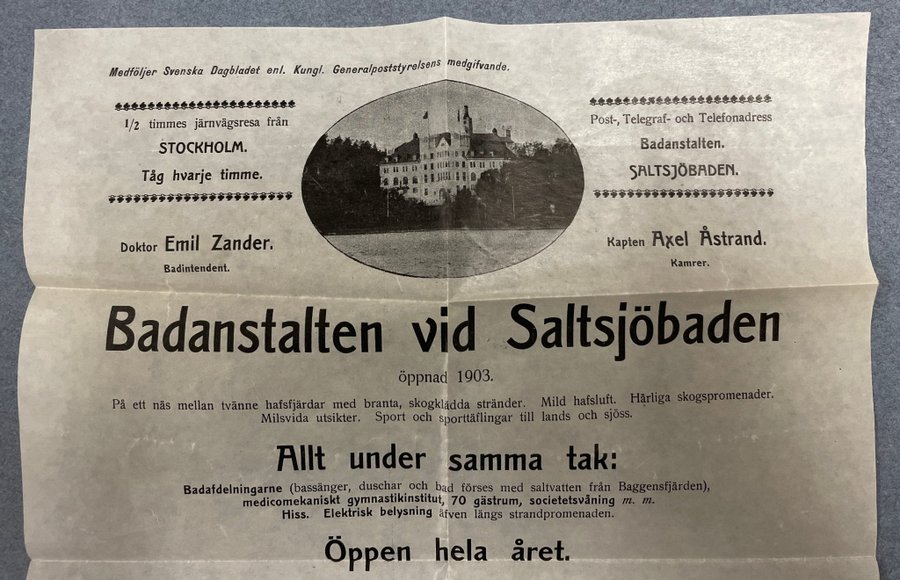 Medföljer Svenska Dagbladet enl. Kungl. Generalpoststyrelsens medgifvande.
1/2 timmes järnvägsresa från
STOCKHOLM.
Tåg hvarje timme.
Post-, Telegraf- och Telefonadress
Badanstalten.
SALTSJÖBADEN.
Doktor Emil Zander.
Badintendent.
Kapten Axel Åstrand.
Kamrer.
Badanstalten vid Saltsjöbaden
öppnad 1903.
På ett näs mellan tvänne hafsfjärdar med branta, skogklädda stränder. Mild hafsluft. Härliga skogspromenader.
Milsvida utsikter. Sport och sporttäflingar till lands och sjöss.
Allt under samma tak:
Badafdelningarne (bassänger, duschar och bad förses med saltvatten från Baggensfjärden),
medicomekaniskt gymnastikinstitut, 70 gästrum, societetsvåning m. m.
Hiss. Elektrisk belysning äfven längs strandpromenaden.
Öppen hela året.